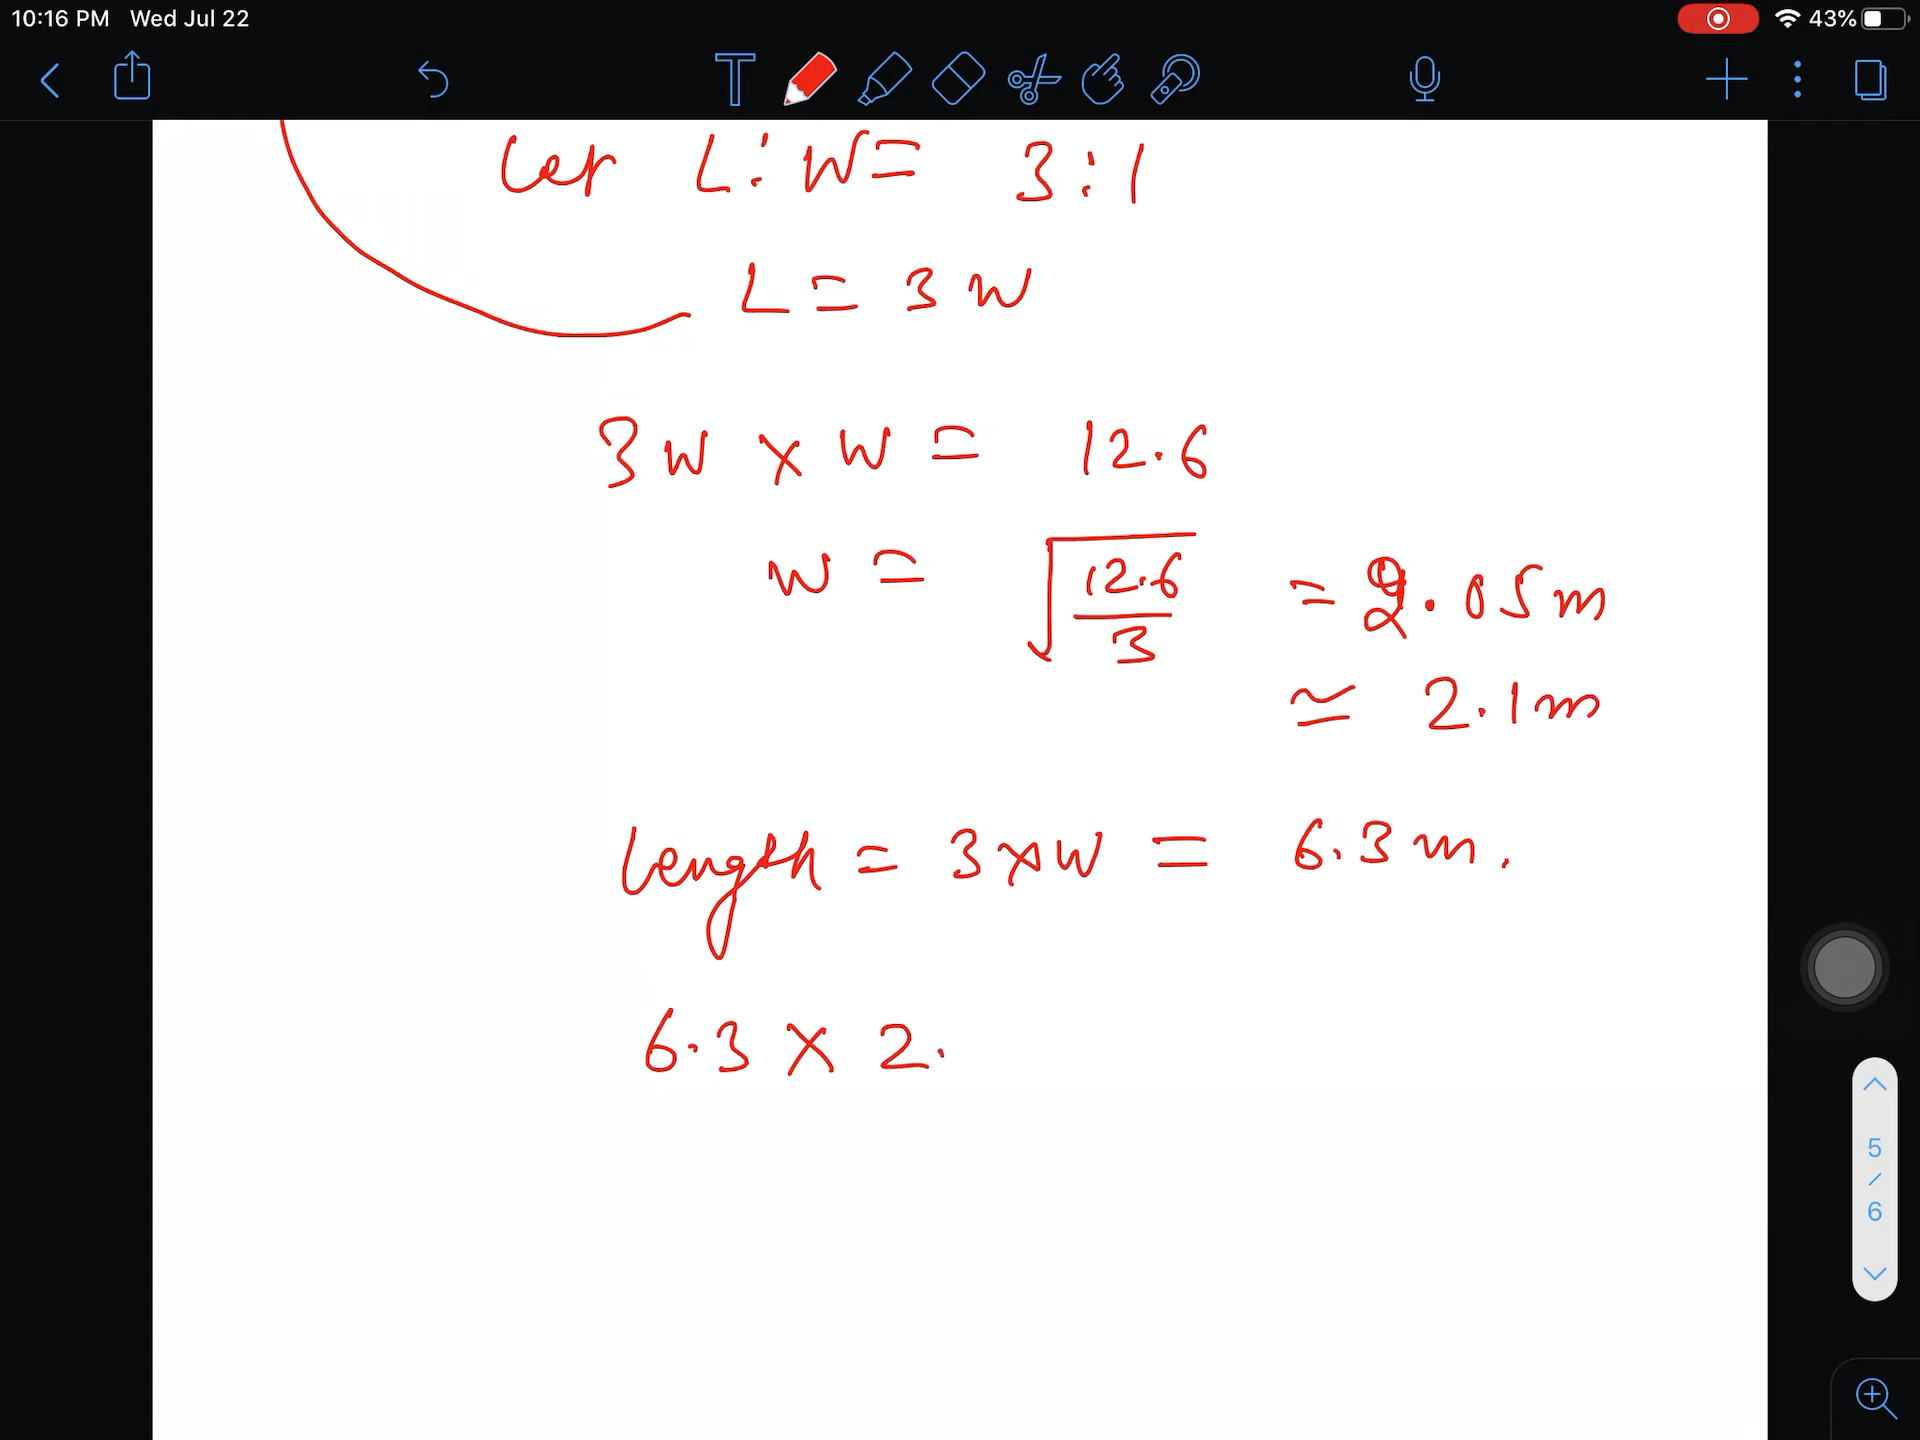 10:16 PM Wed Jul 22
43%
Let L:W= 3:1
L= 3W
3W x W = 12.6
W = √12.6/3 = 2.05m
≃ 2.1m
Length = 3xW = 6.3m.
6.3 x 2.
5
/
6